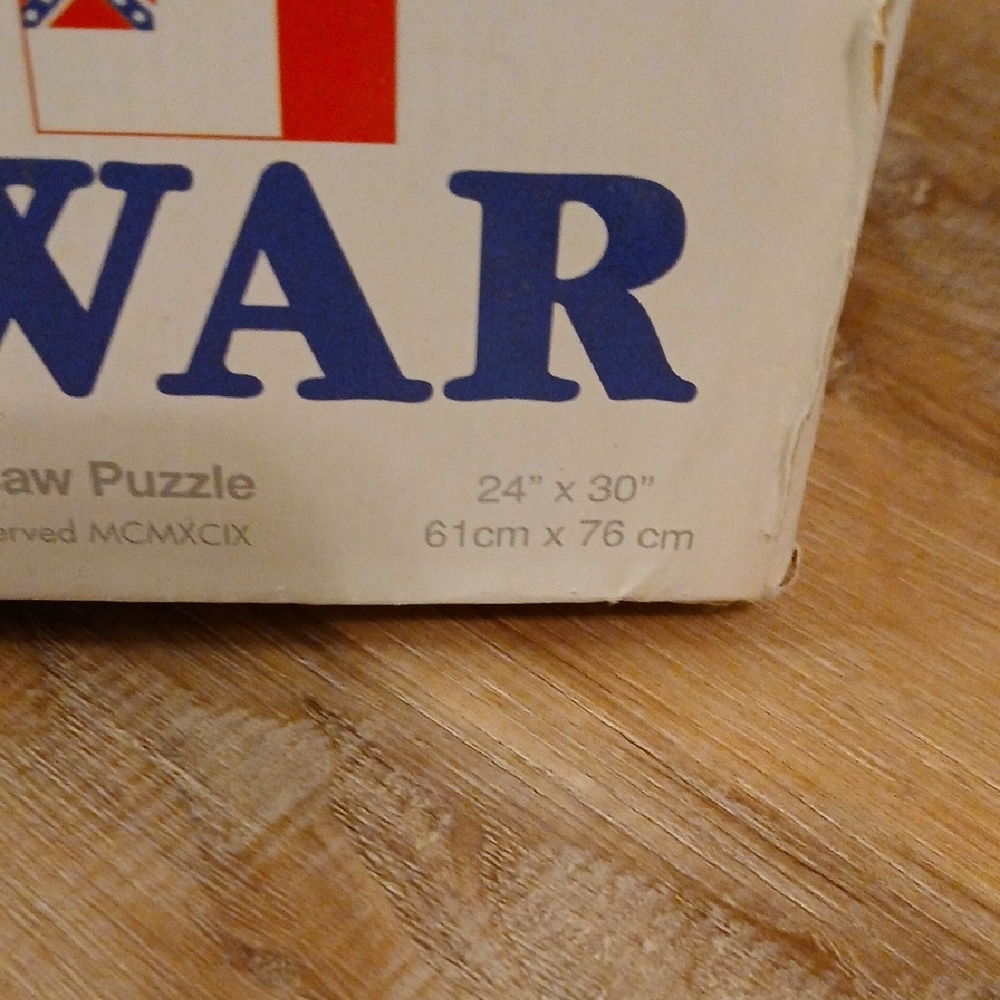 WAR
aw Puzzle
24” x 30”
erved MCMXCIX
61cm x 76 cm